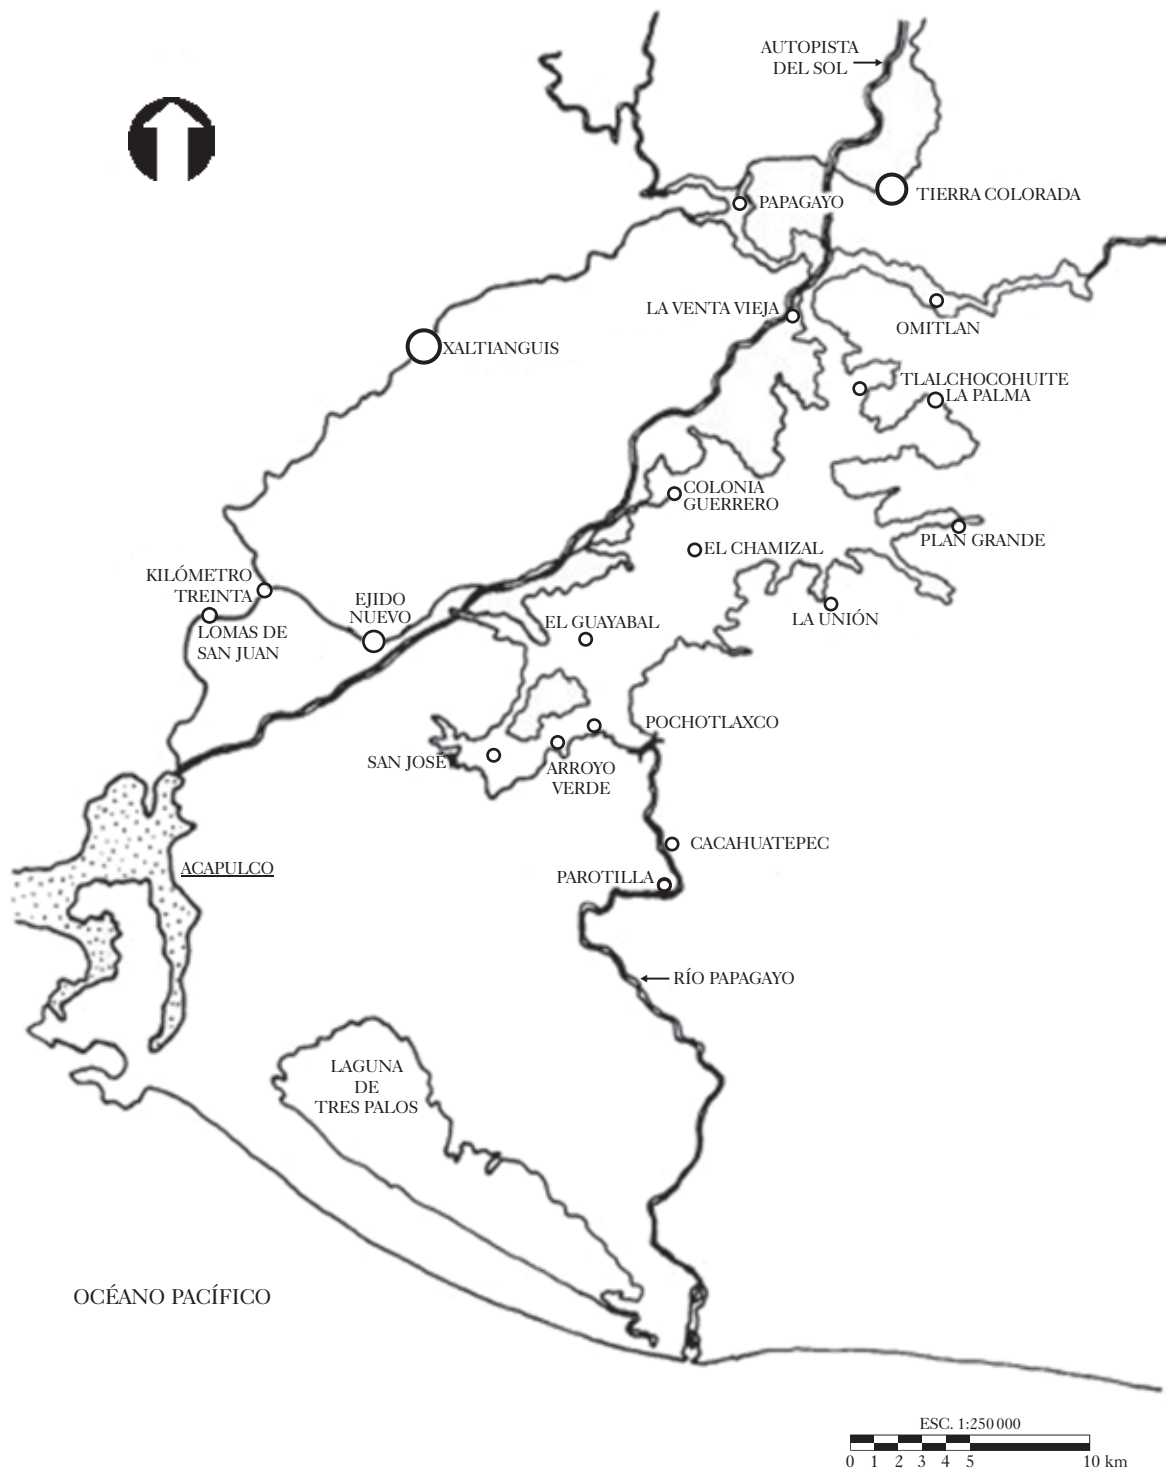 AUTOPISTA
DEL SOL
TIERRA COLORADA
PAPAGAYO
LA VENTA VIEJA
OMITLAN
XALTIANGUIS
TLALCHOCOHUITE
LA PALMA
COLONIA
GUERRERO
PLAN GRANDE
EL CHAMIZAL
KILÓMETRO
TREINTA
EJIDO
NUEVO
LA UNIÓN
EL GUAYABAL
LOMAS DE
SAN JUAN
POCHOTLAXCO
SAN JOSÉ
ARROYO
VERDE
CACAHUATEPEC
ACAPULCO
PAROTILLA
RÍO PAPAGAYO
LAGUNA
DE
TRES PALOS
OCÉANO PACÍFICO
ESC. 1:250 000
0 1 2 3 4 5 10 km